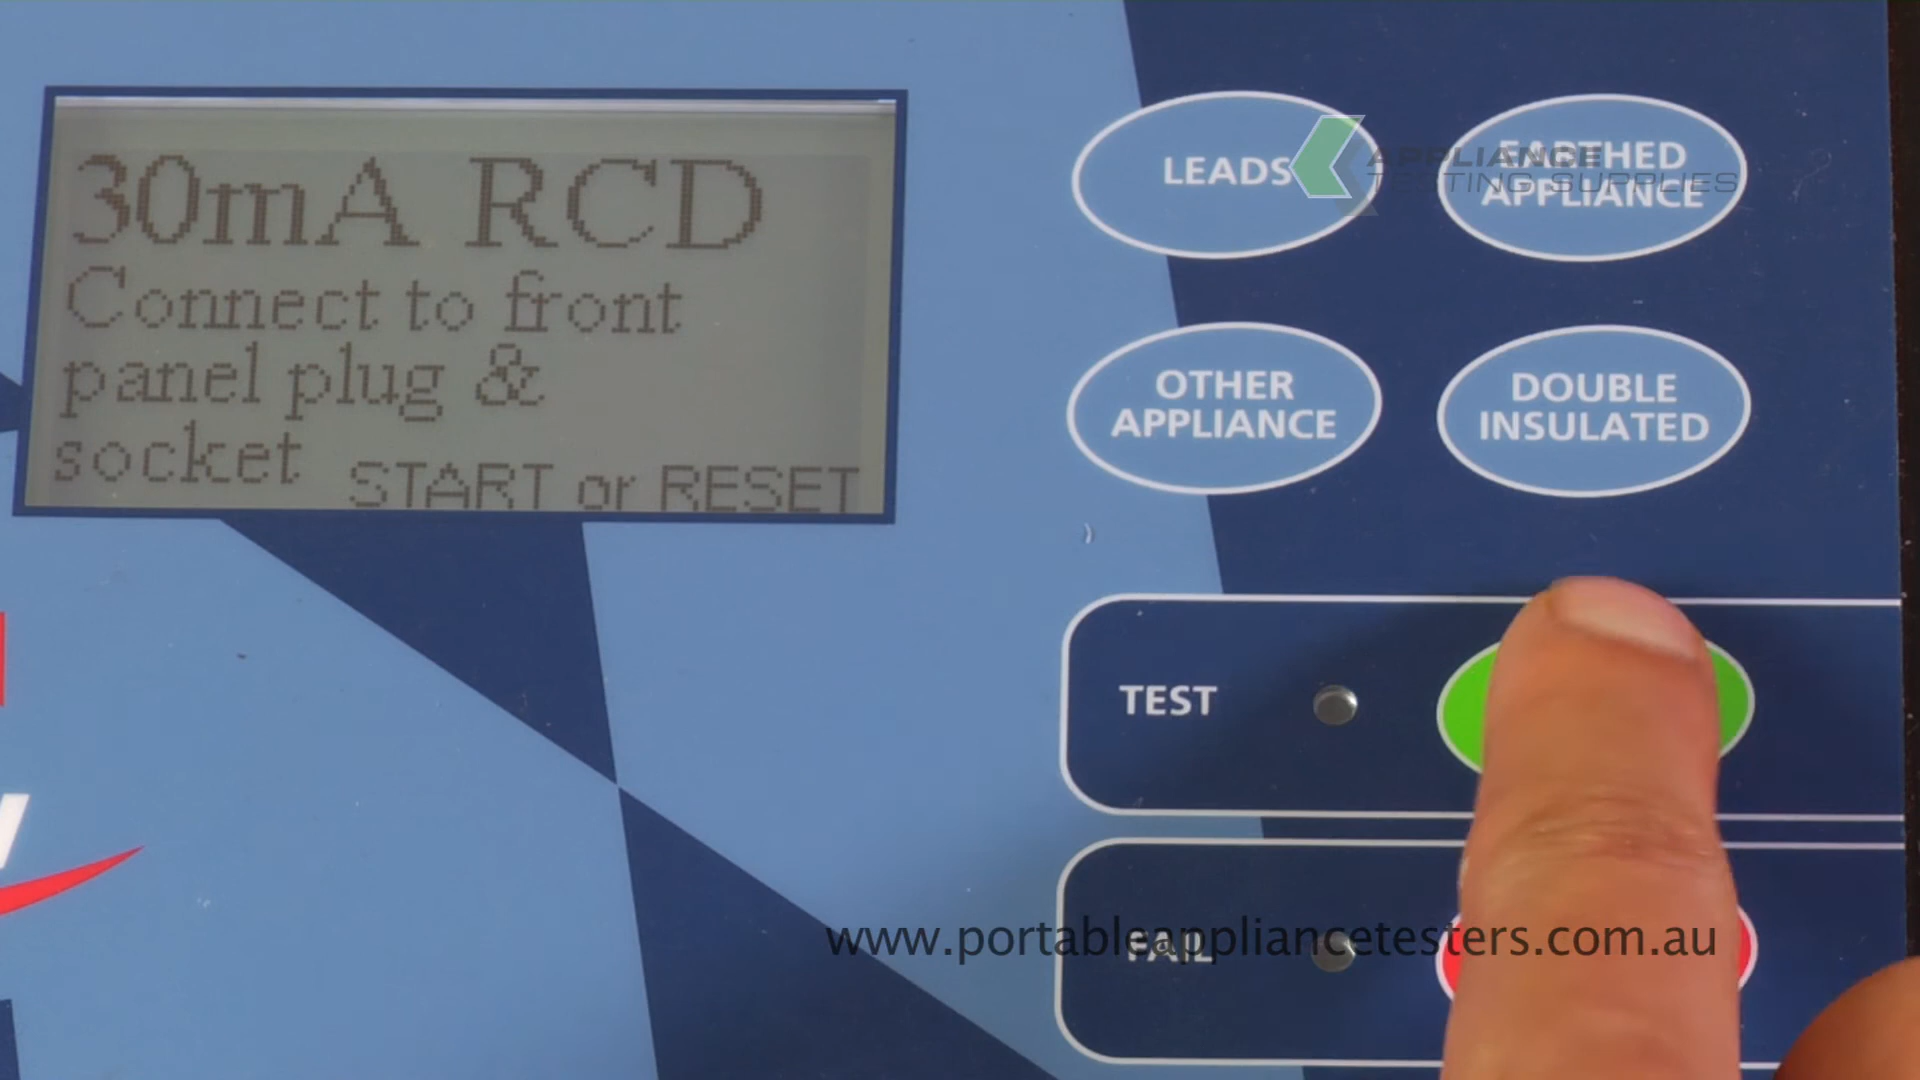 30mA RCD
Connect to front
panel plug &
socket START or RESET
LEADS
EARTHED
APPLIANCE
APPLIANCE
TESTING SUPPLIES
OTHER
APPLIANCE
DOUBLE
INSULATED
TEST
FAIL
www.portableappliancetesters.com.au